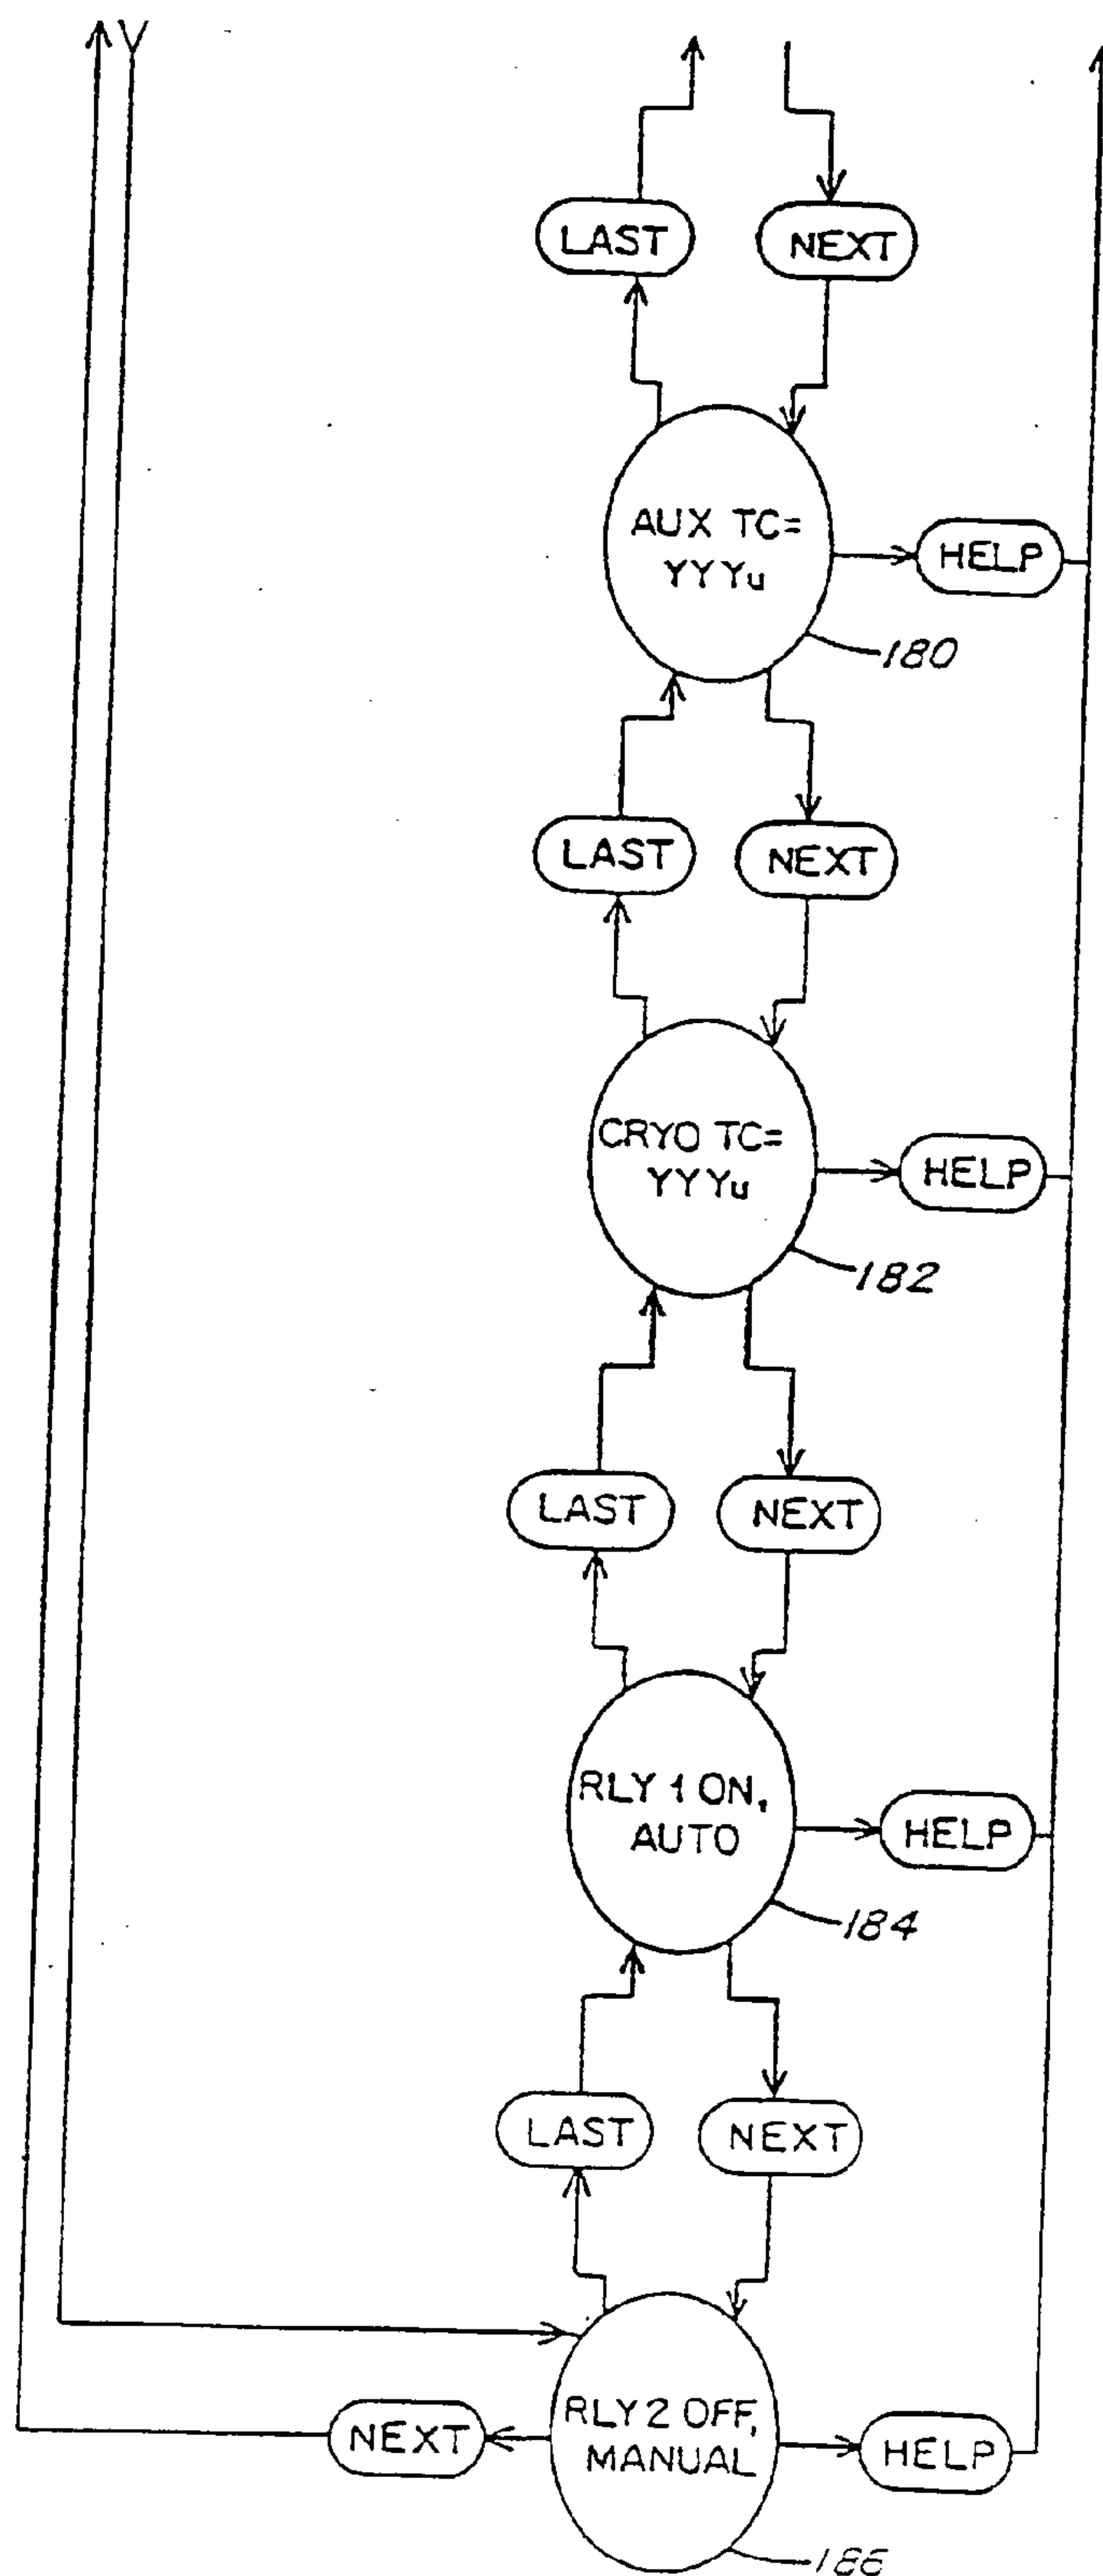 LAST NEXT
AUX TC=
YYYu
HELP
180
LAST NEXT
CRYO TC=
YYYu
HELP
182
LAST NEXT
RLY 1 ON,
AUTO
HELP
184
LAST NEXT
RLY 2 OFF,
MANUAL
NEXT
HELP
186